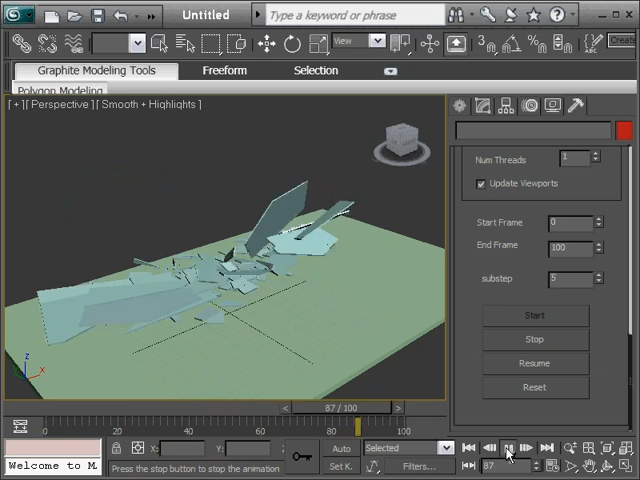 Untitled
Type a keyword or phrase
View
Create
Graphite Modeling Tools
Freeform
Selection
Polygon Modeling
[ + ] [ Perspective ] [ Smooth + Highlights ]
Num Threads
1
Update Viewports
Start Frame
0
End Frame
100
substep
5
Start
Stop
Resume
Reset
z
x
< 87 / 100 >
0 20 40 60 80 100
X:
Y:
Auto
Selected
Set K.
Filters...
87
Welcome to M
Press the stop button to stop the animation